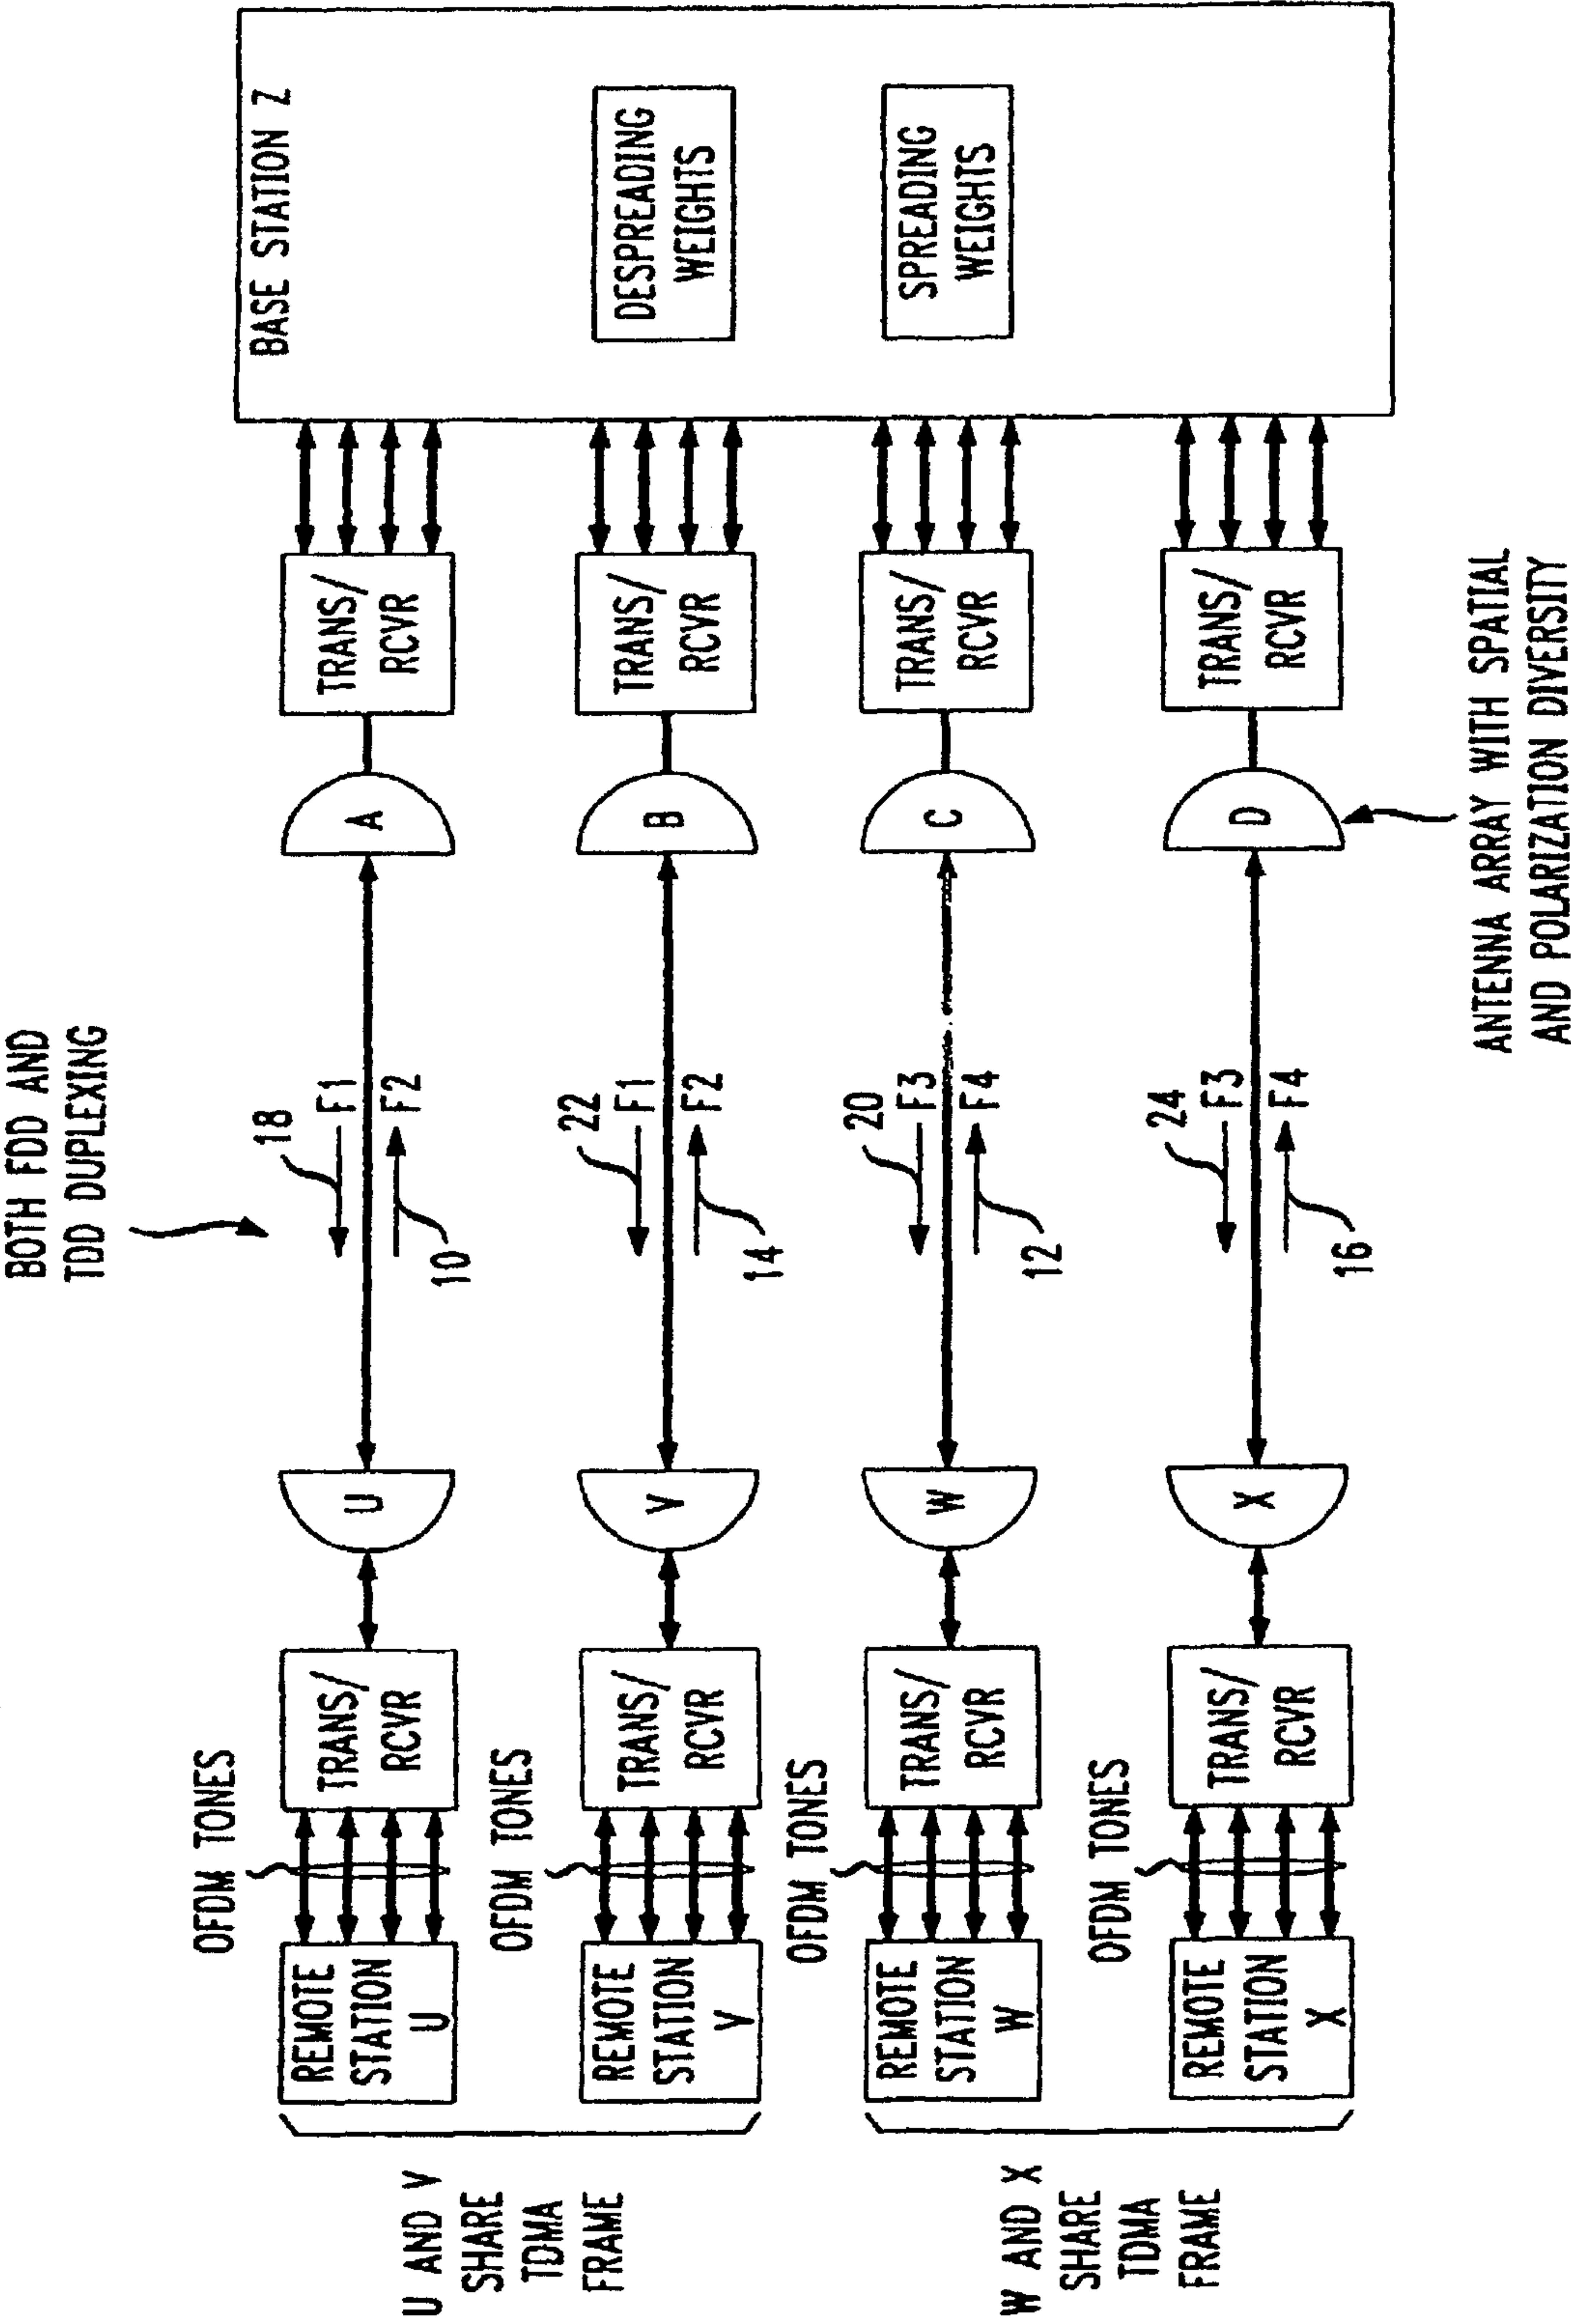 BOTH FDD AND
TDD DUPLEXING
U AND V
SHARE
TDMA
FRAME
REMOTE
STATION
U
OFDM TONES
TRANS/
RCVR
U
18
F1
F2
10
A
TRANS/
RCVR
BASE STATION Z
REMOTE
STATION
V
OFDM TONES
TRANS/
RCVR
V
22
F1
F2
14
B
TRANS/
RCVR
DESPREADING
WEIGHTS
W AND X
SHARE
TDMA
FRAME
REMOTE
STATION
W
OFDM TONES
TRANS/
RCVR
W
20
F3
F4
12
C
TRANS/
RCVR
SPREADING
WEIGHTS
REMOTE
STATION
X
OFDM TONES
TRANS/
RCVR
X
24
F3
F4
16
D
TRANS/
RCVR
ANTENNA ARRAY WITH SPATIAL
AND POLARIZATION DIVERSITY